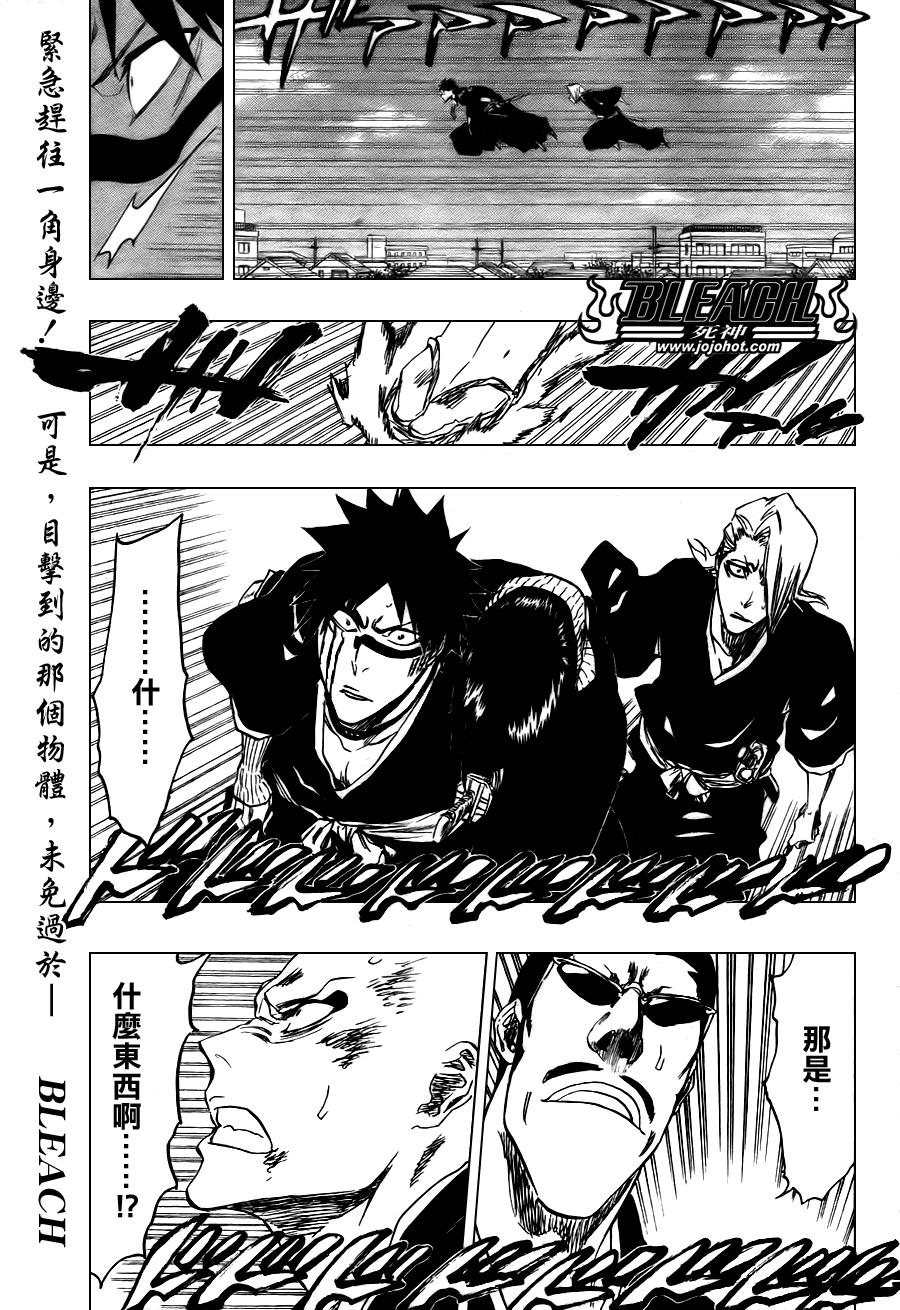 緊急趕往一角身邊！ 可是，目擊到的那個物體，未免過於— BLEACH
BLEACH
死神
www.jojohot.com
………什……
那是…
什麼東西啊……!?